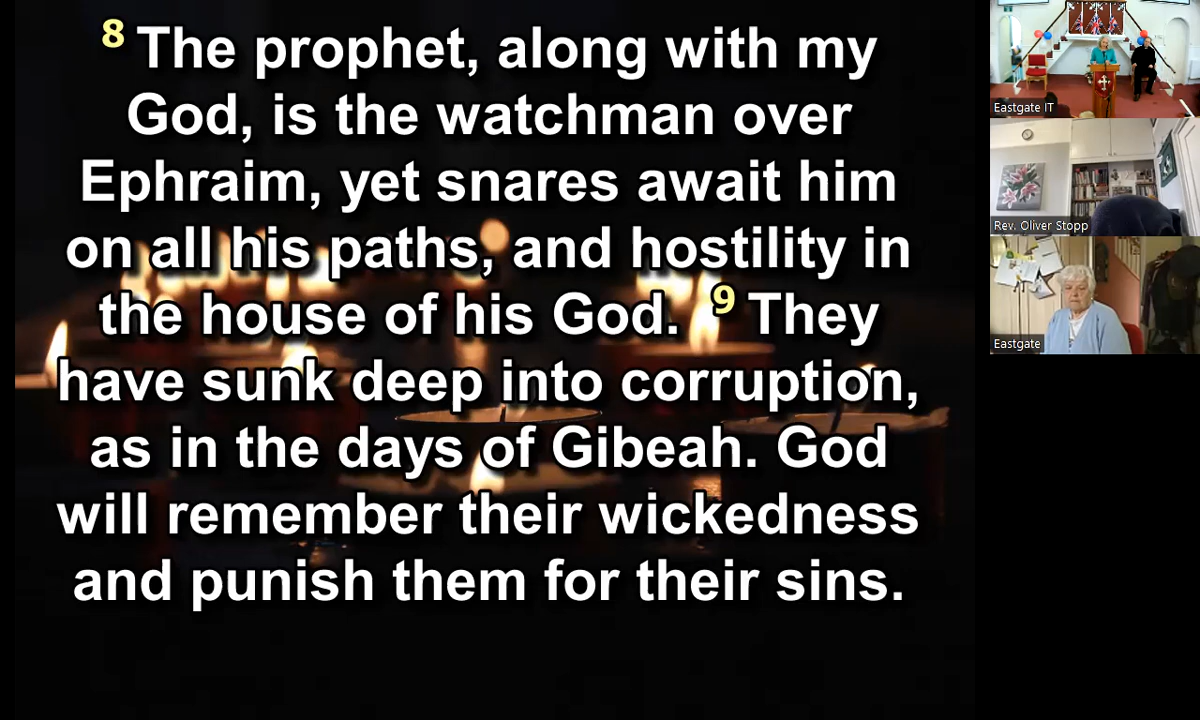 8 The prophet, along with my
God, is the watchman over
Ephraim, yet snares await him
on all his paths, and hostility in
the house of his God. 9 They
have sunk deep into corruption,
as in the days of Gibeah. God
will remember their wickedness
and punish them for their sins.
Eastgate IT
Rev. Oliver Stopp
Eastgate